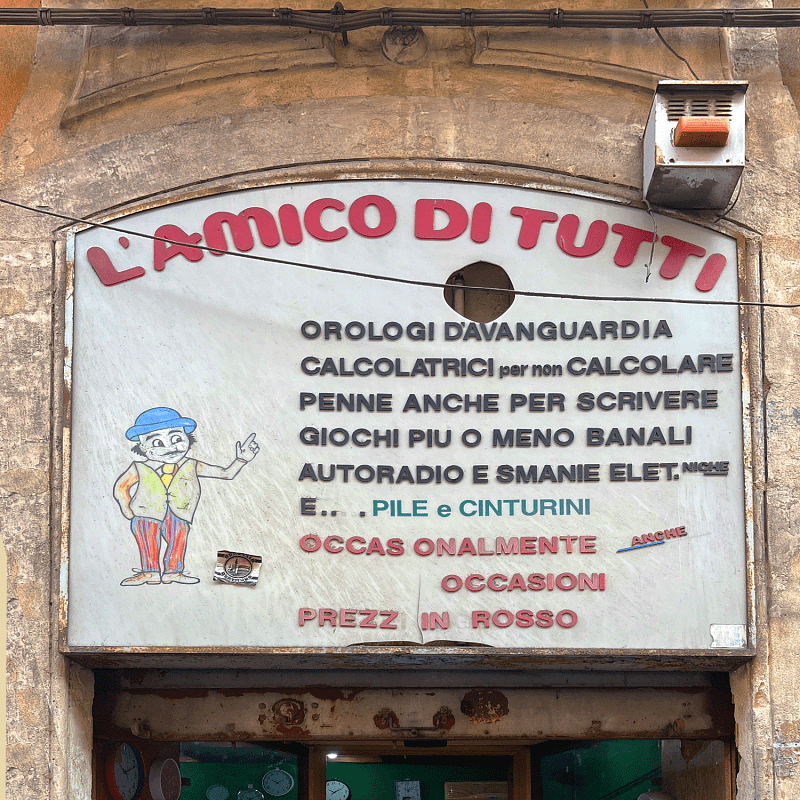 L'AMICO DI TUTTI
OROLOGI D'AVANGUARDIA
CALCOLATRICI per non CALCOLARE
PENNE ANCHE PER SCRIVERE
GIOCHI PIU O MENO BANALI
AUTORADIO E SMANIE ELET.NICHE
E... . PILE e CINTURINI
OCCAS ONALMENTE ANCHE
OCCASIONI
PREZZ IN ROSSO